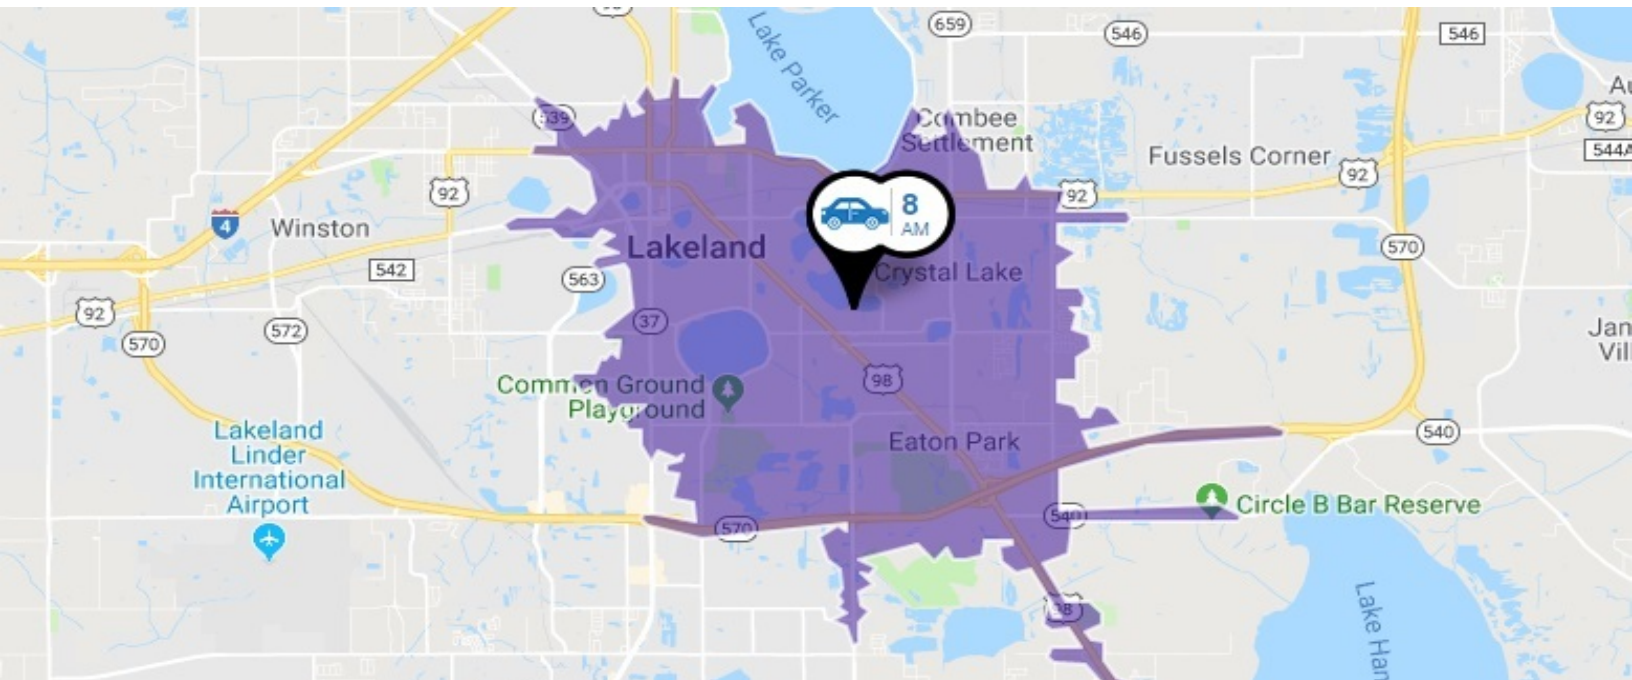 Lake Parker
659
546
546
92
544A
539
Combee
Settlement
Fussels Corner
92
92
92
4
Winston
8
AM
Lakeland
Crystal Lake
570
542
563
92
572
570
37
98
Common Ground
Playground
Eaton Park
540
Lakeland
Linder
International
Airport
Circle B Bar Reserve
570
540
98
Lake Han
Jan
Vill